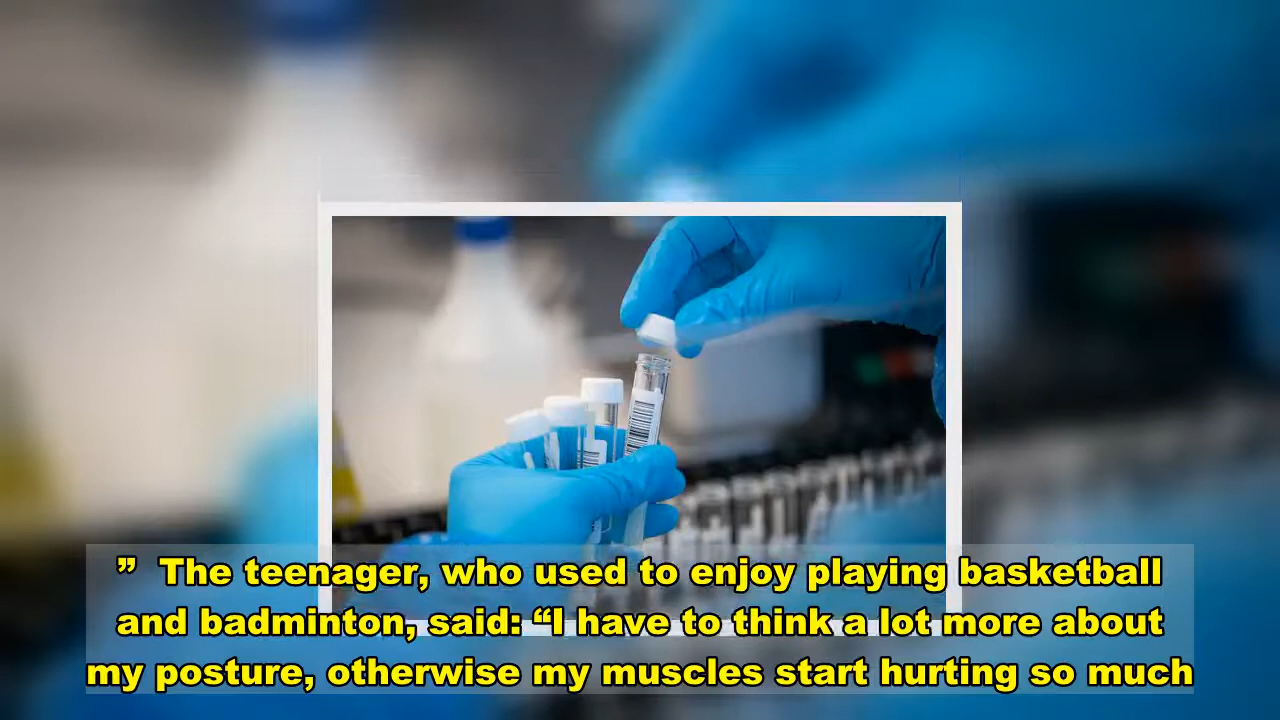 ”  The teenager, who used to enjoy playing basketball
and badminton, said: “I have to think a lot more about
my posture, otherwise my muscles start hurting so much